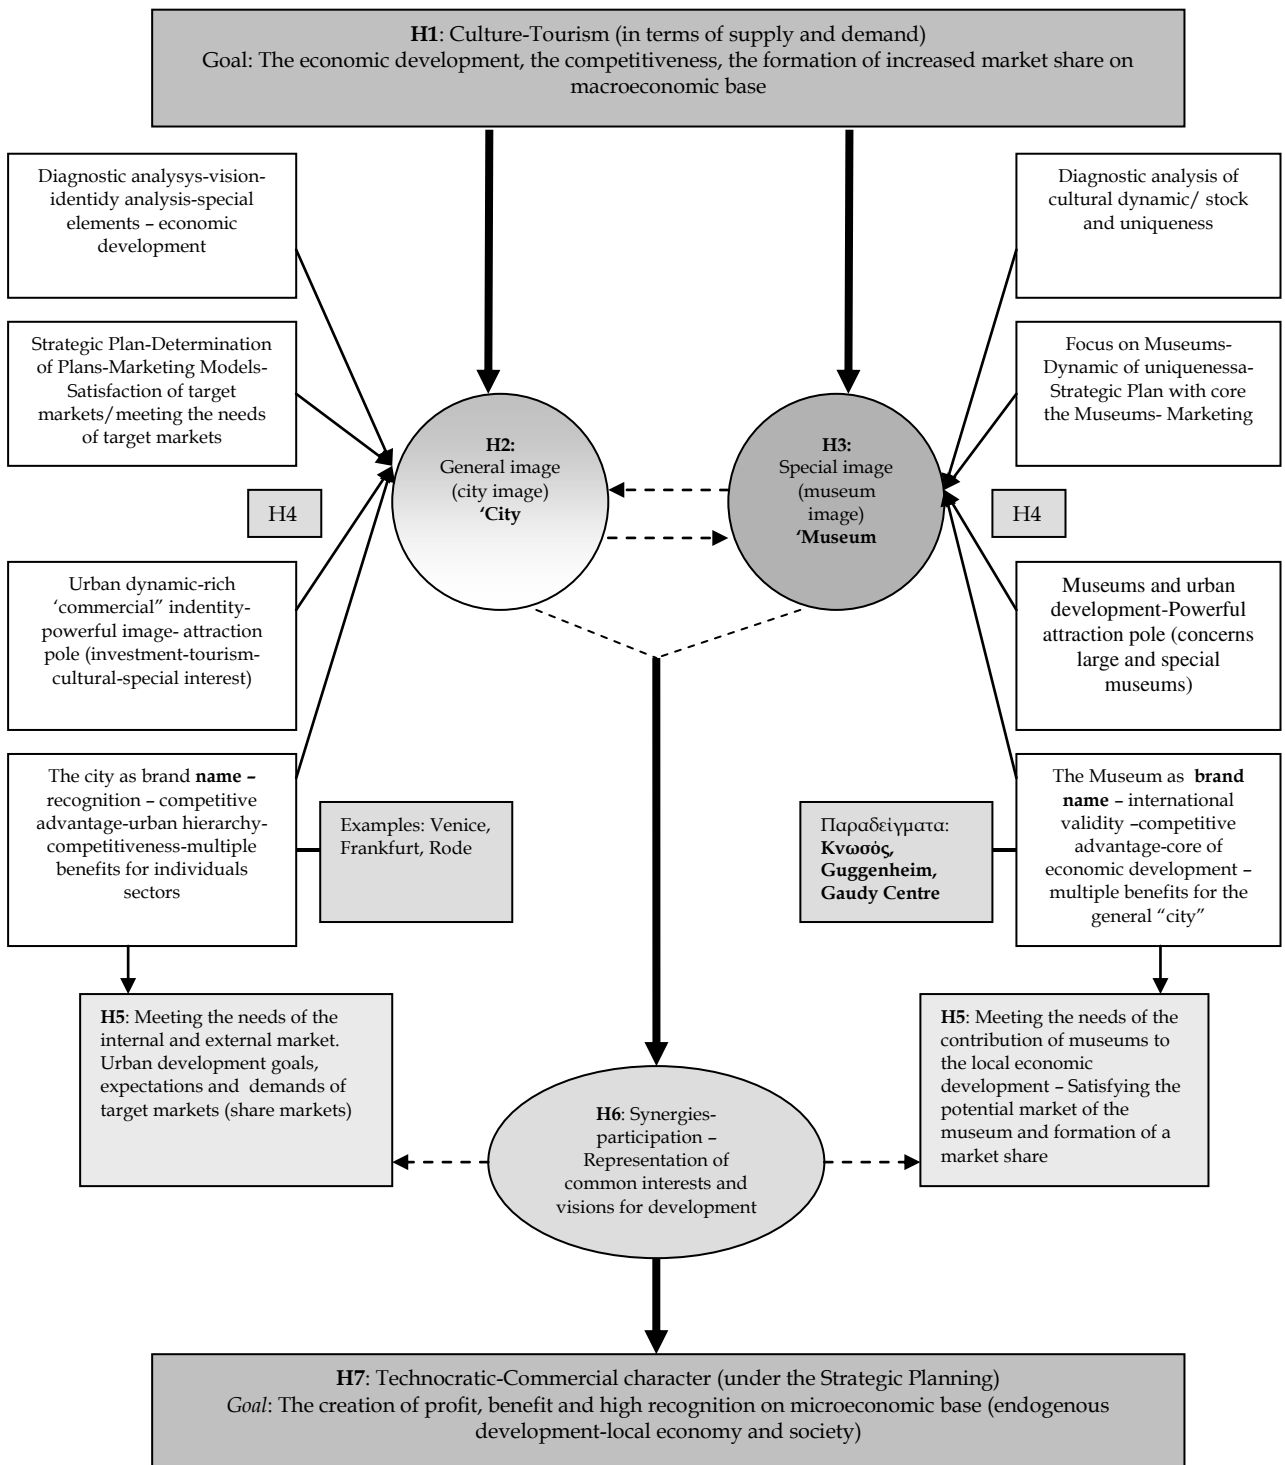 H1: Culture-Tourism (in terms of supply and demand)
Goal: The economic development, the competitiveness, the formation of increased market share on
macroeconomic base
Diagnostic analysys-vision-
identidy analysis-special
elements – economic
development
Diagnostic analysis of
cultural dynamic/ stock
and uniqueness
Strategic Plan-Determination
of Plans-Marketing Models-
Satisfaction of target
markets/meeting the needs
of target markets
Focus on Museums-
Dynamic of uniquenessa-
Strategic Plan with core
the Museums- Marketing
H2:
General image
(city image)
‘City
H3:
Special image
(museum
image)
‘Museum
H4
H4
Urban dynamic-rich
‘commercial” indentity-
powerful image- attraction
pole (investment-tourism-
cultural-special interest)
Museums and urban
development-Powerful
attraction pole (concerns
large and special
museums)
The city as brand name –
recognition – competitive
advantage-urban hierarchy-
competitiveness-multiple
benefits for individuals
sectors
Examples: Venice,
Frankfurt, Rode
Παραδείγματα:
Κνωσός,
Guggenheim,
Gaudy Centre
The Museum as brand
name – international
validity –competitive
advantage-core of
economic development –
multiple benefits for the
general “city”
H5: Meeting the needs of the
internal and external market.
Urban development goals,
expectations and demands of
target markets (share markets)
H5: Meeting the needs of the
contribution of museums to
the local economic
development – Satisfying the
potential market of the
museum and formation of a
market share
H6: Synergies-
participation –
Representation of
common interests and
visions for development
H7: Technocratic-Commercial character (under the Strategic Planning)
Goal: The creation of profit, benefit and high recognition on microeconomic base (endogenous
development-local economy and society)